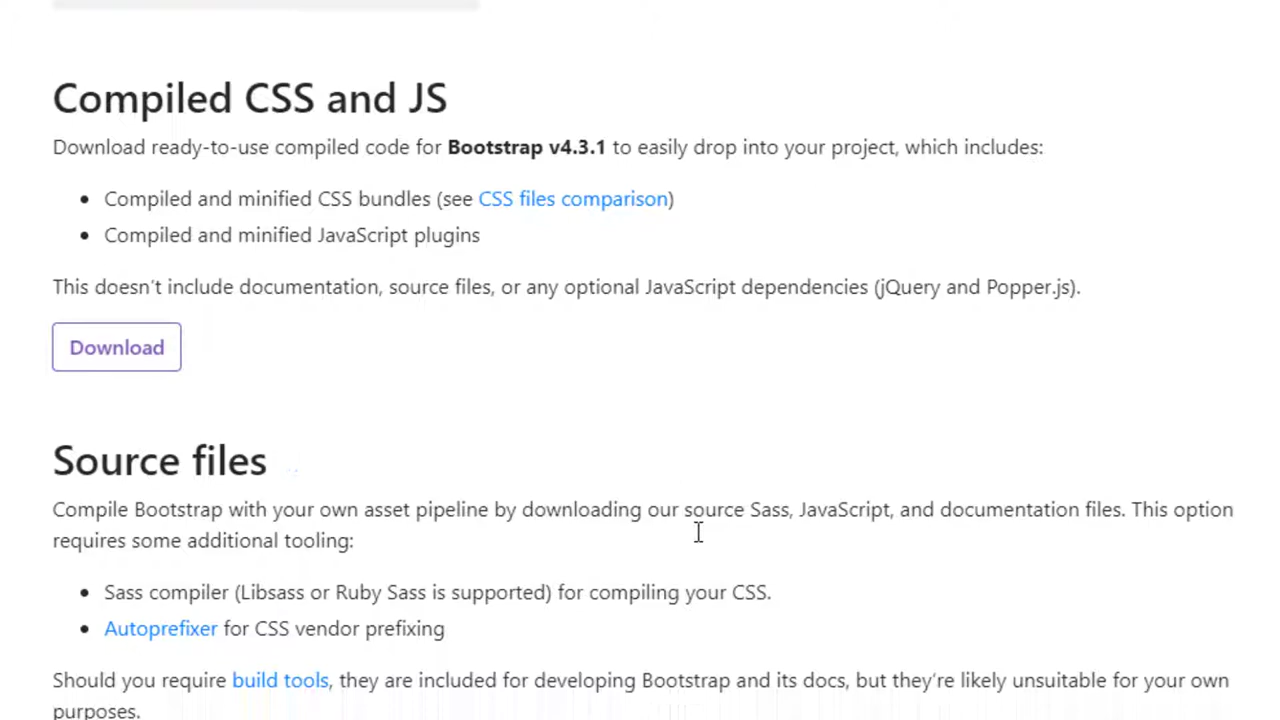 Compiled CSS and JS
Download ready-to-use compiled code for Bootstrap v4.3.1 to easily drop into your project, which includes:
• Compiled and minified CSS bundles (see CSS files comparison)
• Compiled and minified JavaScript plugins
This doesn't include documentation, source files, or any optional JavaScript dependencies (jQuery and Popper.js).
Download
Source files
Compile Bootstrap with your own asset pipeline by downloading our source Sass, JavaScript, and documentation files. This option
requires some additional tooling:
• Sass compiler (Libsass or Ruby Sass is supported) for compiling your CSS.
• Autoprefixer for CSS vendor prefixing
Should you require build tools, they are included for developing Bootstrap and its docs, but they're likely unsuitable for your own
purposes.